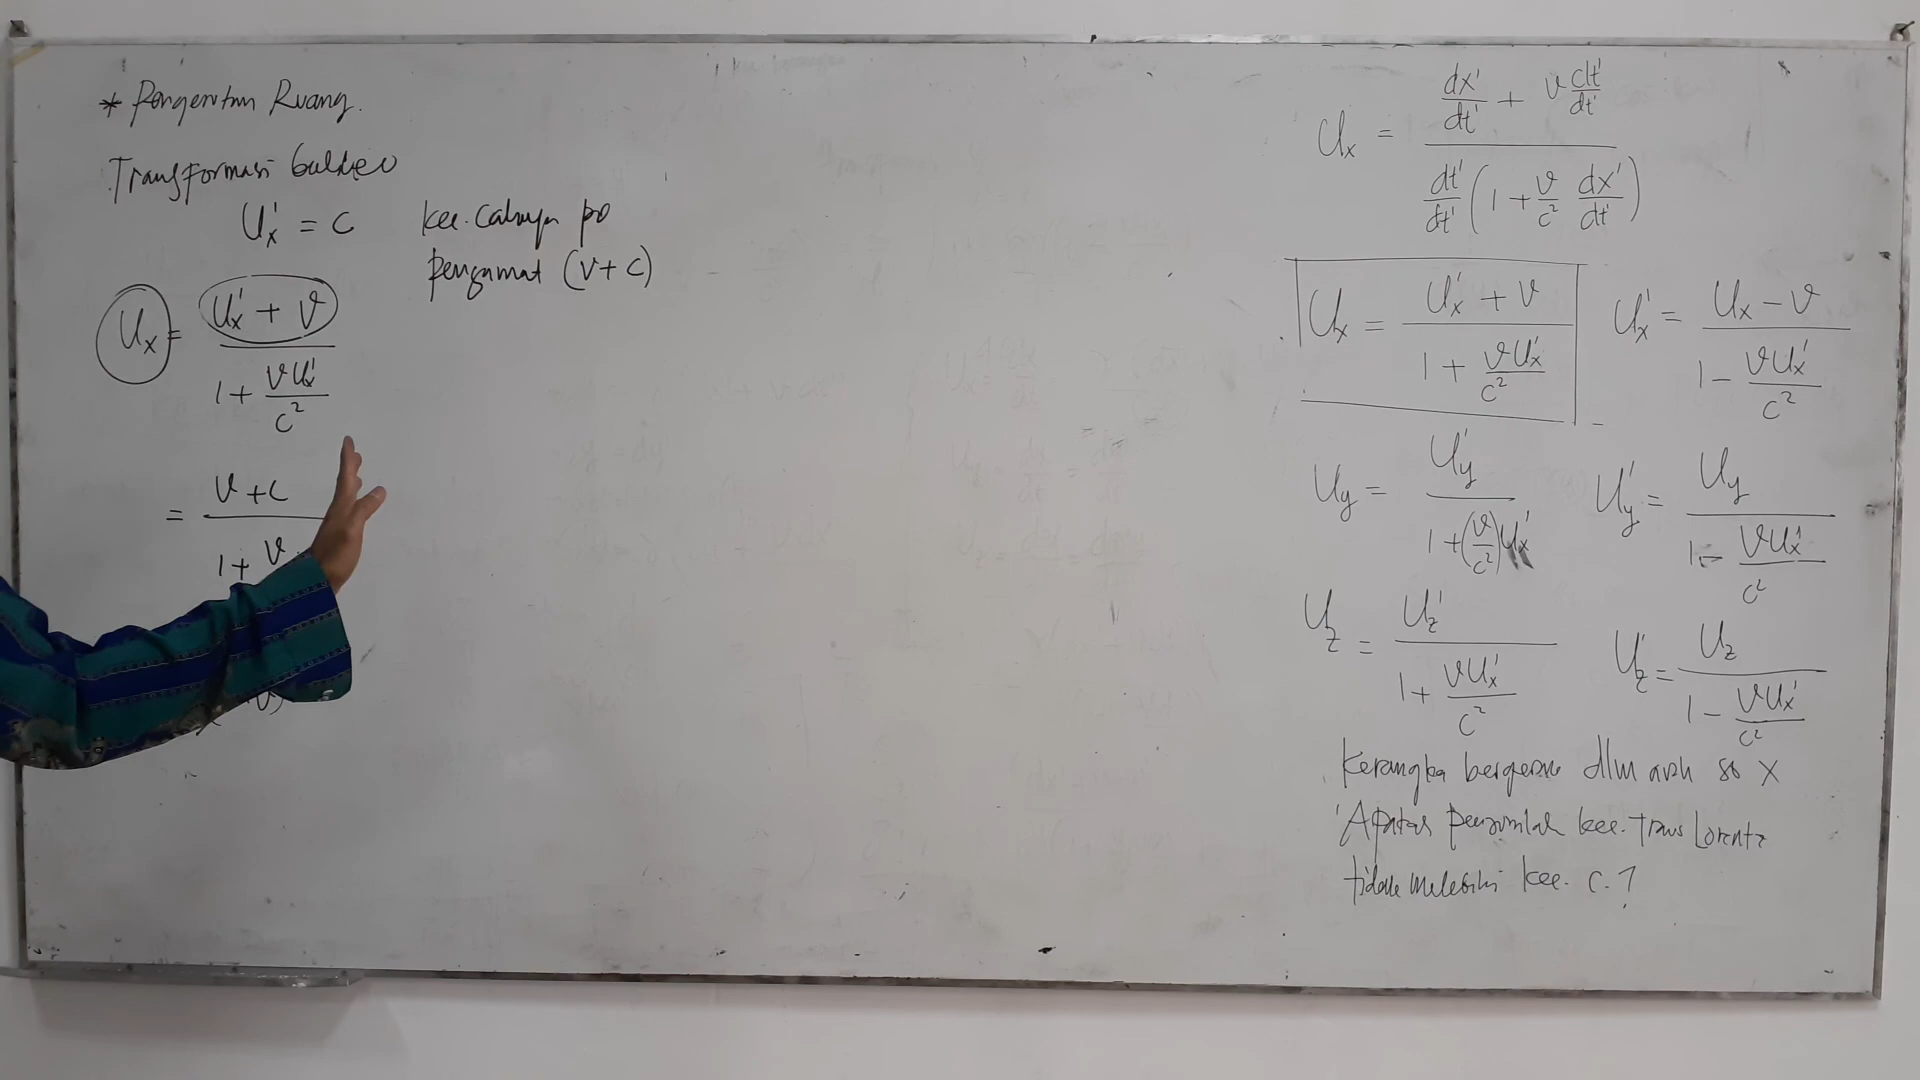 * Pengerutan Ruang.
Transformasi Galileo
U'x = c kec. cahaya pd
pengamat (v + c)
Ux = (U'x + v) / (1 + vU'x/c²)
= (v + c) / (1 + v
Ux = (dx'/dt' + v dt'/dt') / (dt'/dt' (1 + v/c² dx'/dt'))
Ux = (U'x + v) / (1 + vU'x/c²) U'x = (Ux - v) / (1 - vU'x/c²)
Uy = U'y / (1 + (v/c²)U'x) U'y = Uy / (1 - vU'x/c²)
Uz = U'z / (1 + vU'x/c²) U'z = Uz / (1 - vU'x/c²)
Kerangka bergerak dlm arah sb X
Apakah penjumlah kec. Trans Lorentz
tidak melebihi kec. c. ?